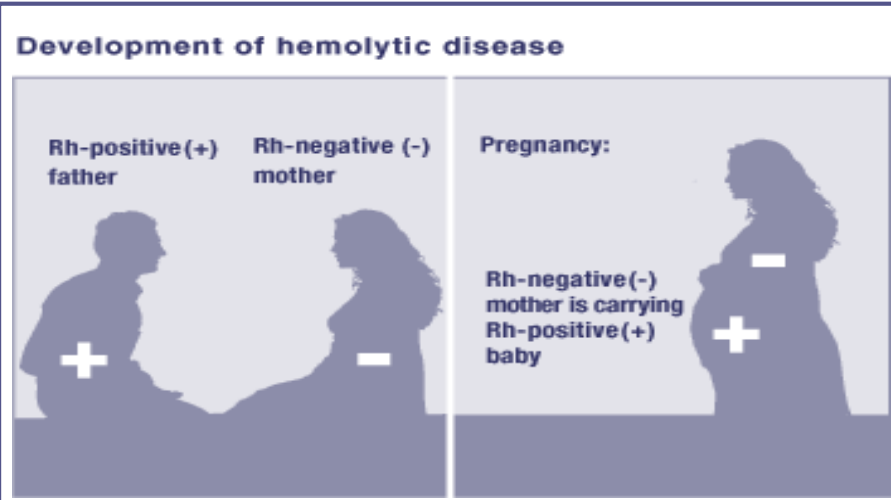 Development of hemolytic disease
Rh-positive(+)
father
Rh-negative (-)
mother
Pregnancy:
Rh-negative(-)
mother is carrying
Rh-positive(+)
baby
+
-
-
+